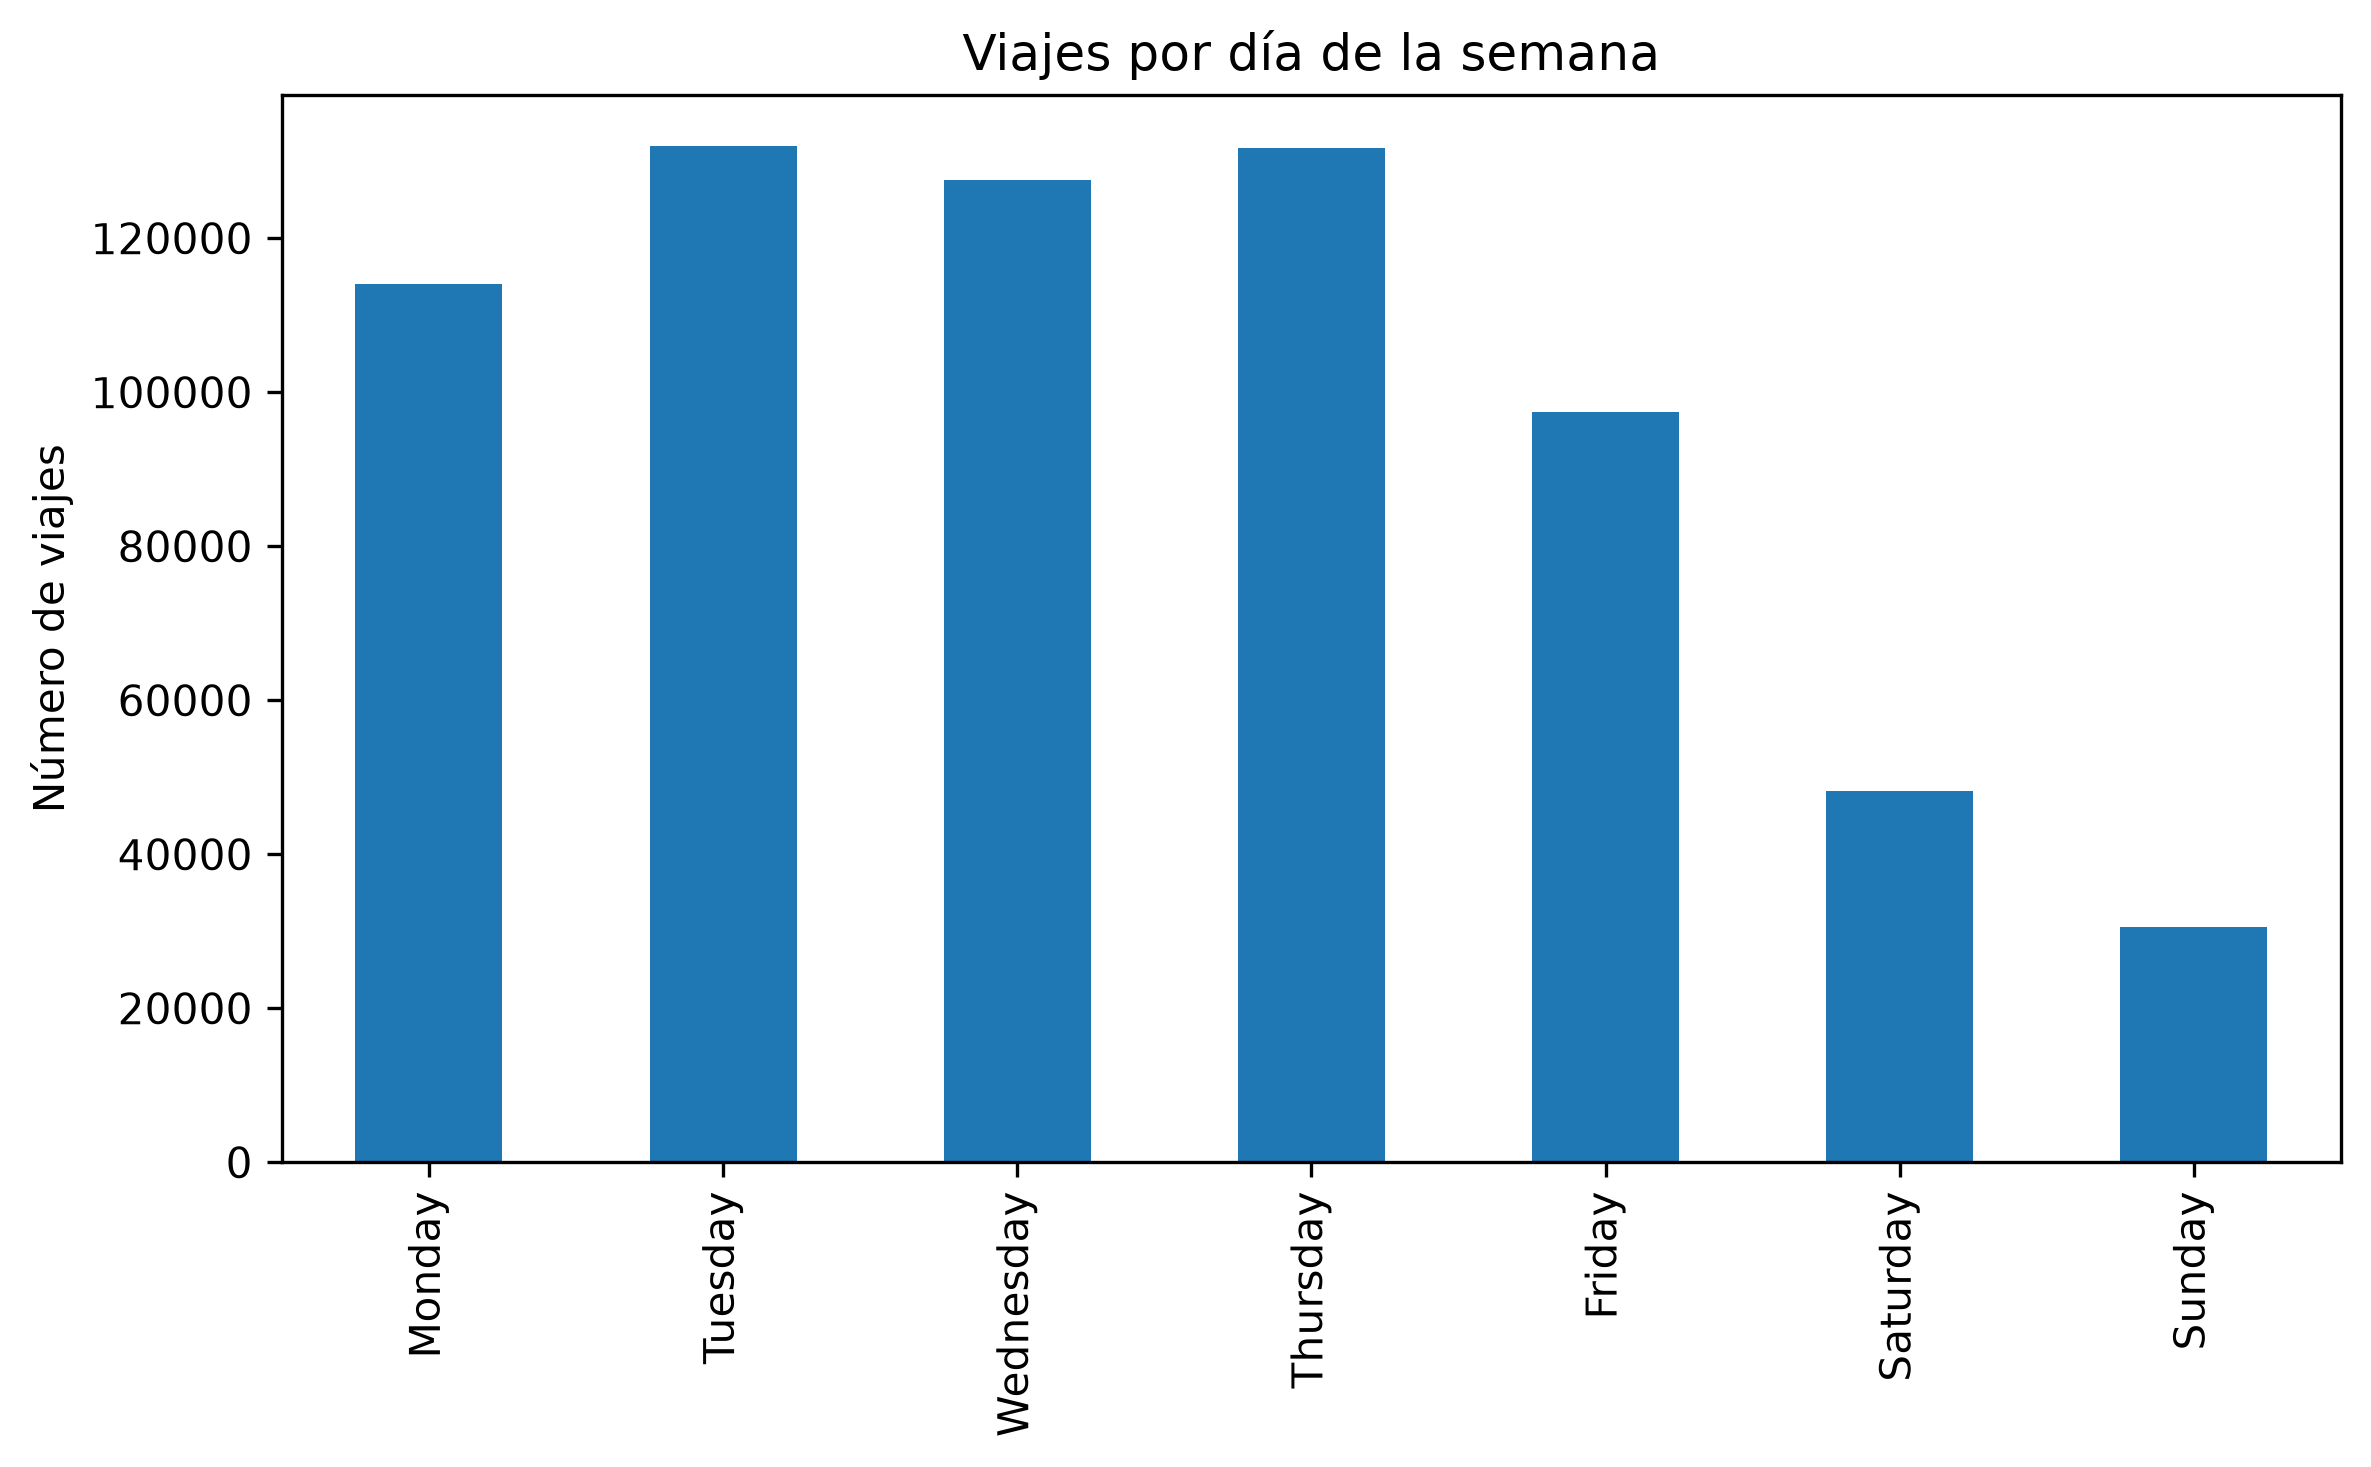 Viajes por día de la semana
Número de viajes
120000
100000
80000
60000
40000
20000
0
Monday
Tuesday
Wednesday
Thursday
Friday
Saturday
Sunday